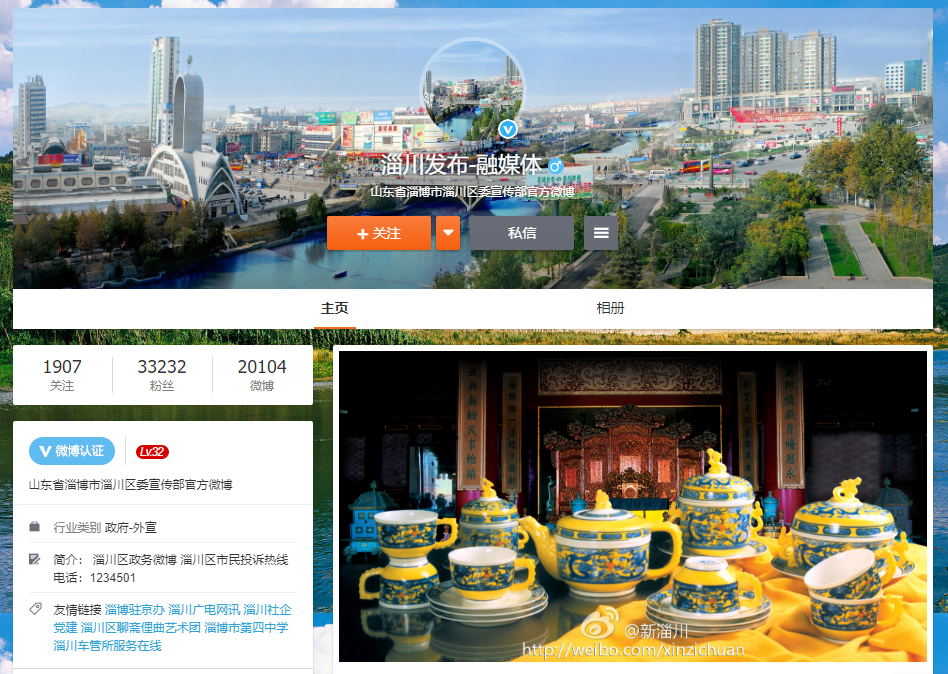 淄川发布-融媒体
山东省淄博市淄川区委宣传部官方微博
+ 关注
私信
主页
相册
1907
关注
33232
粉丝
20104
微博
V 微博认证
Lv.32
山东省淄博市淄川区委宣传部官方微博
行业类别 政府-外宣
简介： 淄川区政务微博 淄川区市民投诉热线
电话：1234501
友情链接 淄博驻京办 淄川广电网讯 淄川社企
党建 淄川区聊斋俚曲艺术团 淄博市第四中学
淄川车管所服务在线
@新淄川
http://weibo.com/xinzichuan